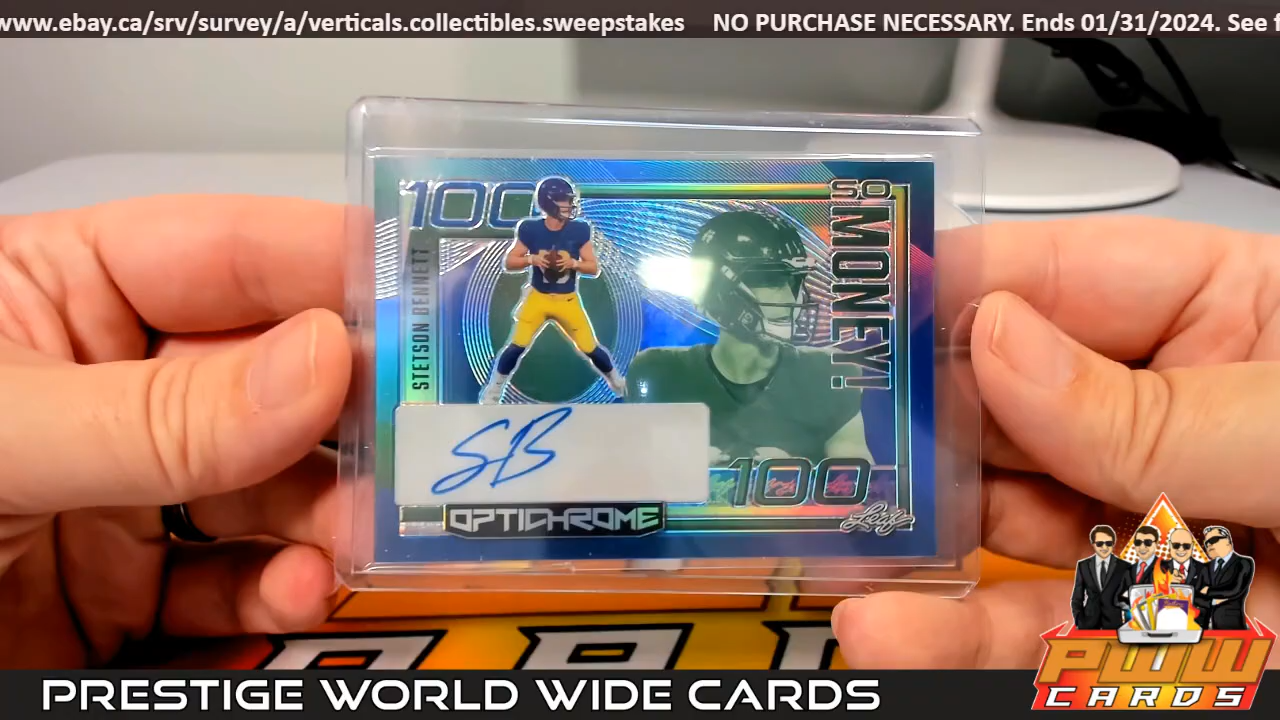 www.ebay.ca/srv/survey/a/verticals.collectibles.sweepstakes NO PURCHASE NECESSARY. Ends 01/31/2024. See f
100
SO
MONEY!
STETSON BENNETT
SB
100
OPTICHROME
Leaf
PRESTIGE WORLD WIDE CARDS
PWW
CARDS